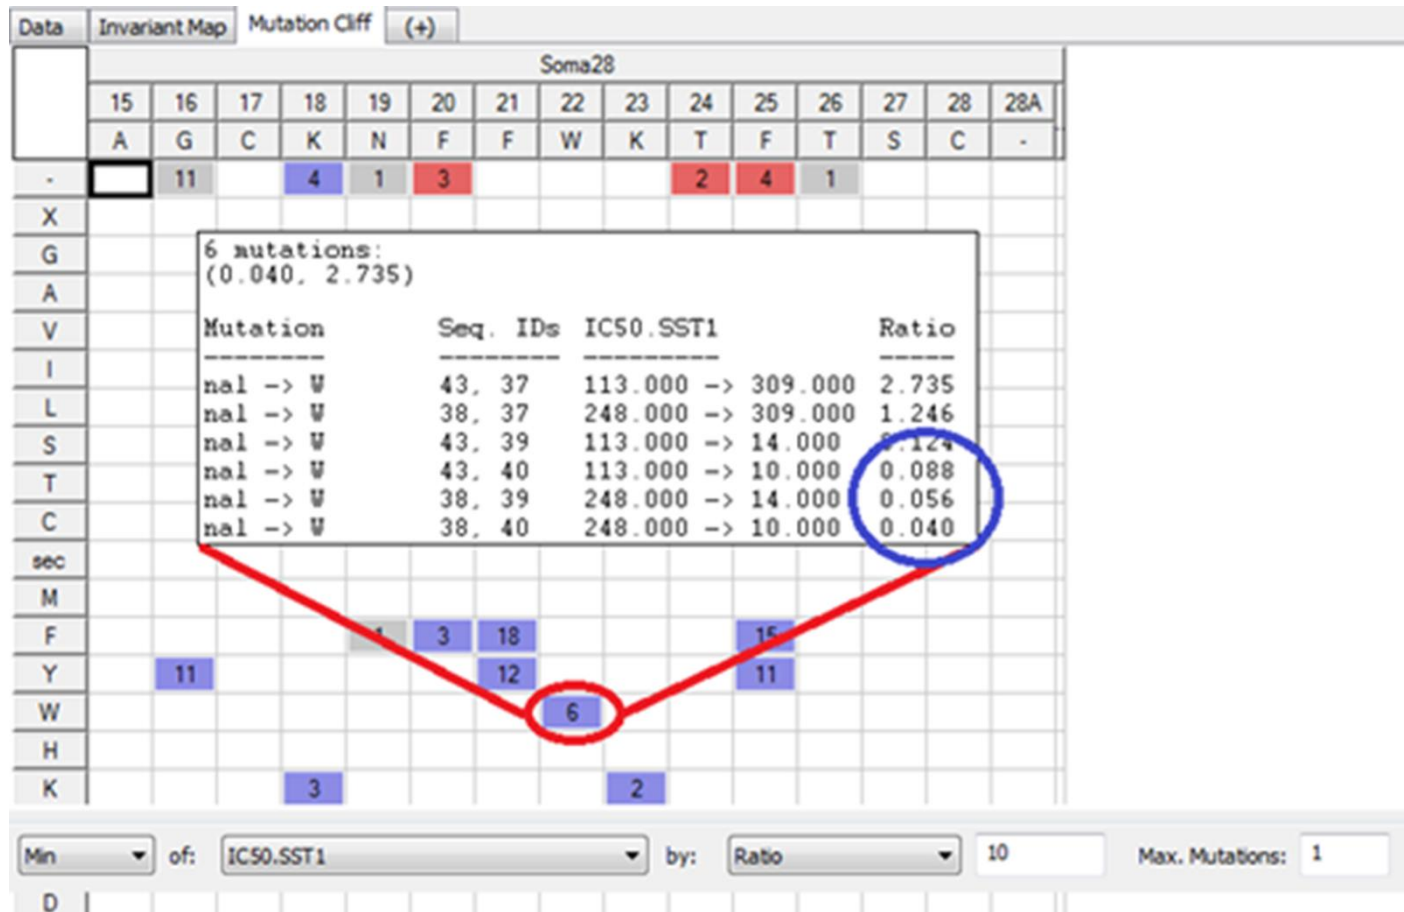 Data Invariant Map Mutation Cliff (+)
Soma28
15 16 17 18 19 20 21 22 23 24 25 26 27 28 28A
A G C K N F F W K T F T S C -
- 11 4 1 3 2 4 1
X
G
A
V
I
L
S
T
C
sec
6 mutations:
(0.040, 2.735)
Mutation Seq. IDs IC50.SST1 Ratio
-------- -------- --------- -----
nal -> W 43, 37 113.000 -> 309.000 2.735
nal -> W 38, 37 248.000 -> 309.000 1.246
nal -> W 43, 39 113.000 -> 14.000 0.124
nal -> W 43, 40 113.000 -> 10.000 0.088
nal -> W 38, 39 248.000 -> 14.000 0.056
nal -> W 38, 40 248.000 -> 10.000 0.040
M
F 1 3 18 15
Y 11 12 11
W 6
H
K 3 2
Min of: IC50.SST1 by: Ratio 10 Max. Mutations: 1
D